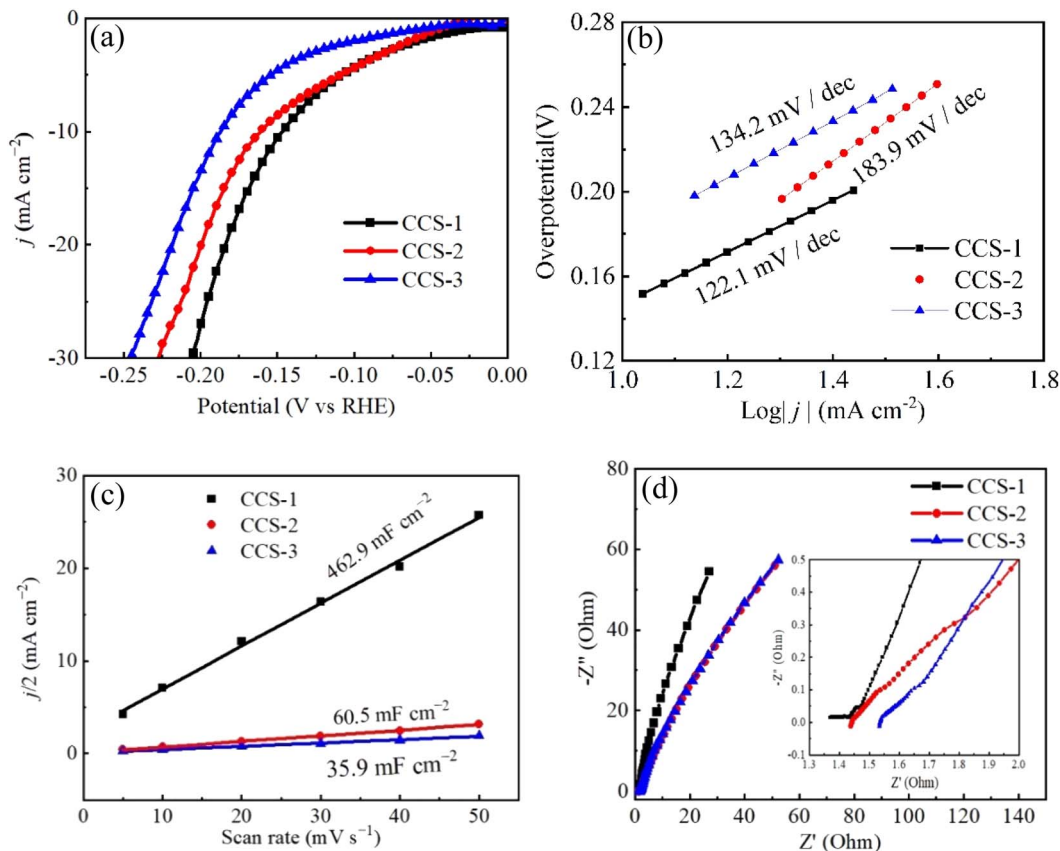 (a)
0
-10
-20
-30
j (mA cm⁻²)
CCS-1
CCS-2
CCS-3
-0.25
-0.20
-0.15
-0.10
-0.05
0.00
Potential (V vs RHE)
(b)
0.28
0.24
0.20
0.16
0.12
Overpotential(V)
134.2 mV / dec
183.9 mV / dec
122.1 mV / dec
CCS-1
CCS-2
CCS-3
1.0
1.2
1.4
1.6
1.8
Log| j | (mA cm⁻²)
(c)
30
20
10
0
j/2 (mA cm⁻²)
CCS-1
CCS-2
CCS-3
462.9 mF cm⁻²
60.5 mF cm⁻²
35.9 mF cm⁻²
0
10
20
30
40
50
Scan rate (mV s⁻¹)
(d)
80
60
40
20
0
-Z'' (Ohm)
CCS-1
CCS-2
CCS-3
0.5
0.4
0.3
0.2
0.1
0.0
-0.1
-Z'' (Ohm)
1.3
1.4
1.5
1.6
1.7
1.8
1.9
2.0
Z' (Ohm)
0
20
40
60
80
100
120
140
Z' (Ohm)